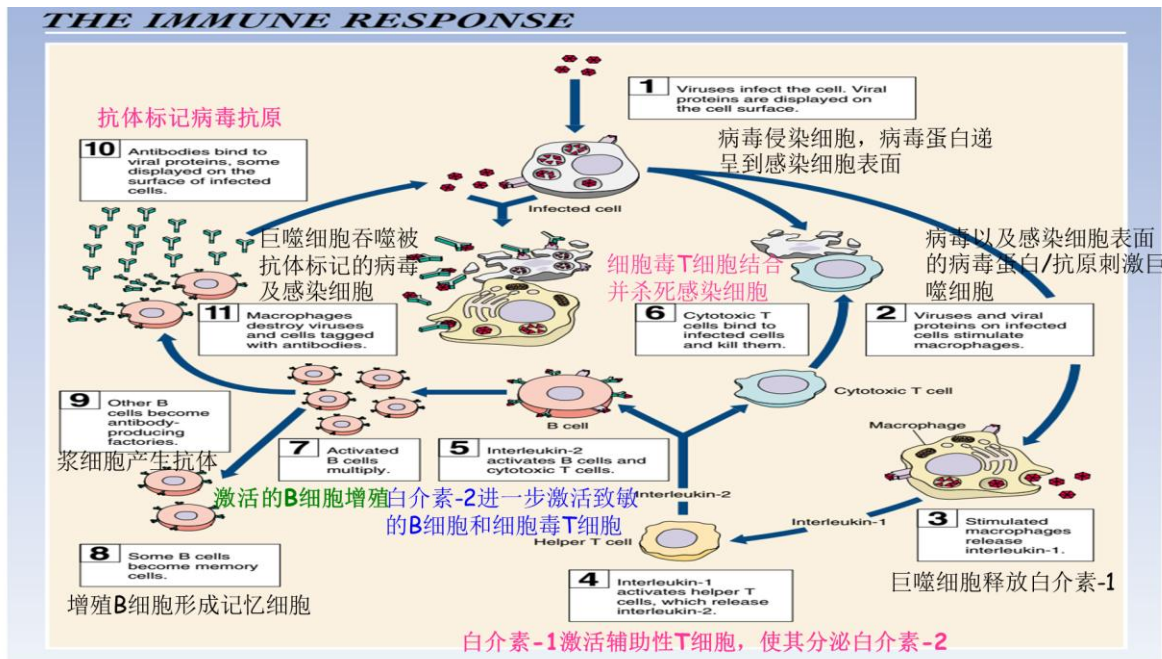 THE IMMUNE RESPONSE
1 Viruses infect the cell. Viral
proteins are displayed on
the cell surface.
病毒侵染细胞，病毒蛋白递
呈到感染细胞表面
抗体标记病毒抗原
10 Antibodies bind to
viral proteins, some
displayed on the
surface of infected
cells.
Infected cell
巨噬细胞吞噬被
抗体标记的病毒
及感染细胞
细胞毒T细胞结合
并杀死感染细胞
病毒以及感染细胞表面
的病毒蛋白/抗原刺激巨
噬细胞
11 Macrophages
destroy viruses
and cells tagged
with antibodies.
6 Cytotoxic T
cells bind to
infected cells
and kill them.
2 Viruses and viral
proteins on infected
cells stimulate
macrophages.
Cytotoxic T cell
9 Other B
cells become
antibody-
producing
factories.
浆细胞产生抗体
B cell
Macrophage
7 Activated
B cells
multiply.
5 Interleukin-2
activates B cells and
cytotoxic T cells.
激活的B细胞增殖
白介素-2进一步激活致敏
的B细胞和细胞毒T细胞
Interleukin-2
Interleukin-1
Helper T cell
3 Stimulated
macrophages
release
interleukin-1.
巨噬细胞释放白介素-1
8 Some B cells
become memory
cells.
增殖B细胞形成记忆细胞
4 Interleukin-1
activates helper T
cells, which release
interleukin-2.
白介素-1激活辅助性T细胞，使其分泌白介素-2